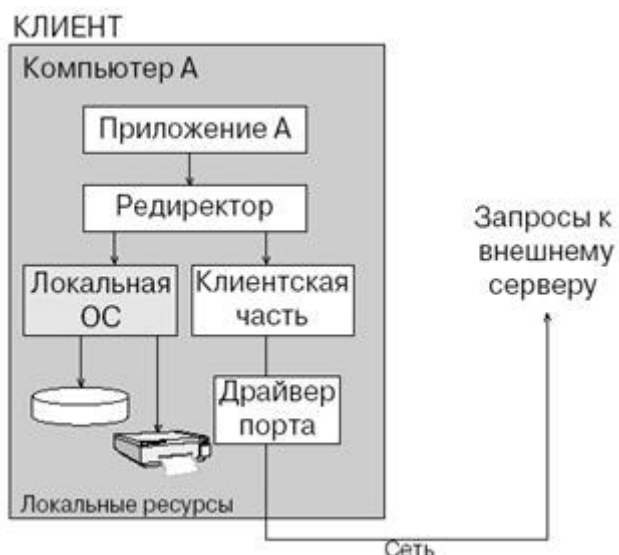 КЛИЕНТ
Компьютер А
Приложение А
Редиректор
Локальная
ОС
Клиентская
часть
Драйвер
порта
Локальные ресурсы
Запросы к
внешнему
серверу
Сеть